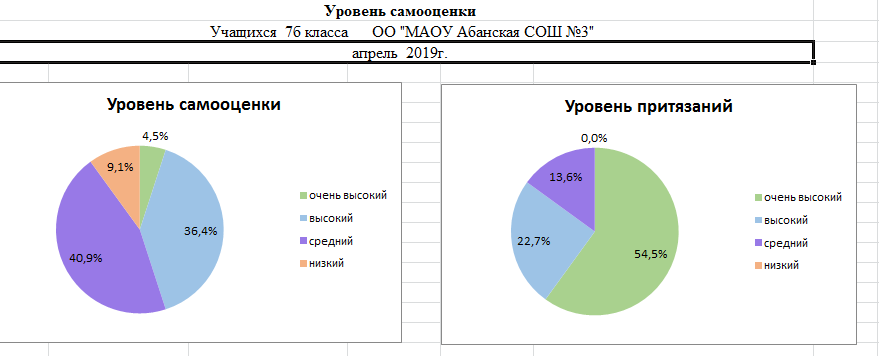 Уровень самооценки
Учащихся 7б класса ОО "МАОУ Абанская СОШ №3"
апрель 2019г.
Уровень самооценки
4,5%
9,1%
36,4%
40,9%
очень высокий
высокий
средний
низкий
Уровень притязаний
0,0%
13,6%
22,7%
54,5%
очень высокий
высокий
средний
низкий